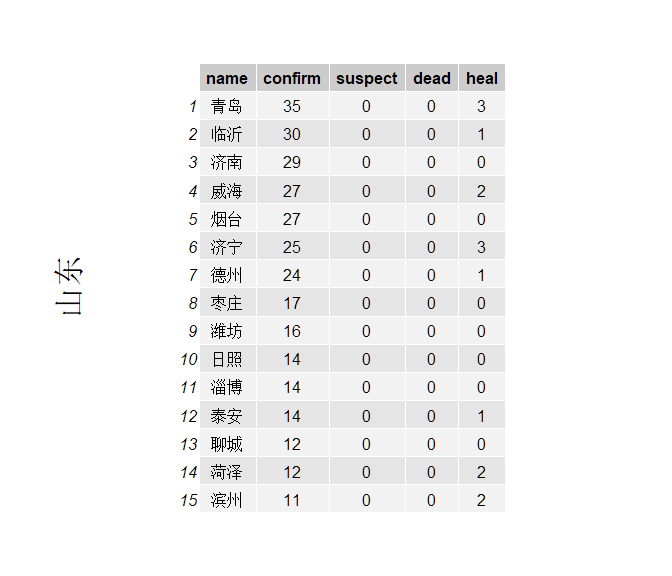 山东
name confirm suspect dead heal
1 青岛 35 0 0 3
2 临沂 30 0 0 1
3 济南 29 0 0 0
4 威海 27 0 0 2
5 烟台 27 0 0 0
6 济宁 25 0 0 3
7 德州 24 0 0 1
8 枣庄 17 0 0 0
9 潍坊 16 0 0 0
10 日照 14 0 0 0
11 淄博 14 0 0 0
12 泰安 14 0 0 1
13 聊城 12 0 0 0
14 菏泽 12 0 0 2
15 滨州 11 0 0 2